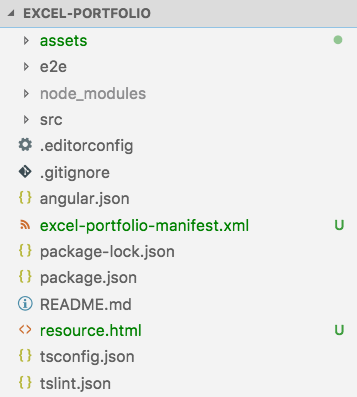 EXCEL-PORTFOLIO
assets
e2e
node_modules
src
.editorconfig
.gitignore
angular.json
excel-portfolio-manifest.xml U
package-lock.json
package.json
README.md
resource.html U
tsconfig.json
tslint.json